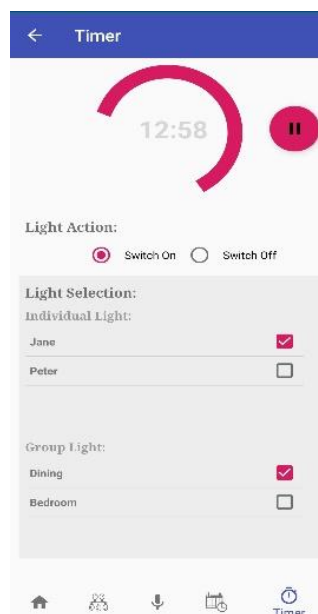 Timer
12:58
Light Action:
Switch On Switch Off
Light Selection:
Individual Light:
Jane
Peter
Group Light:
Dining
Bedroom
Timer